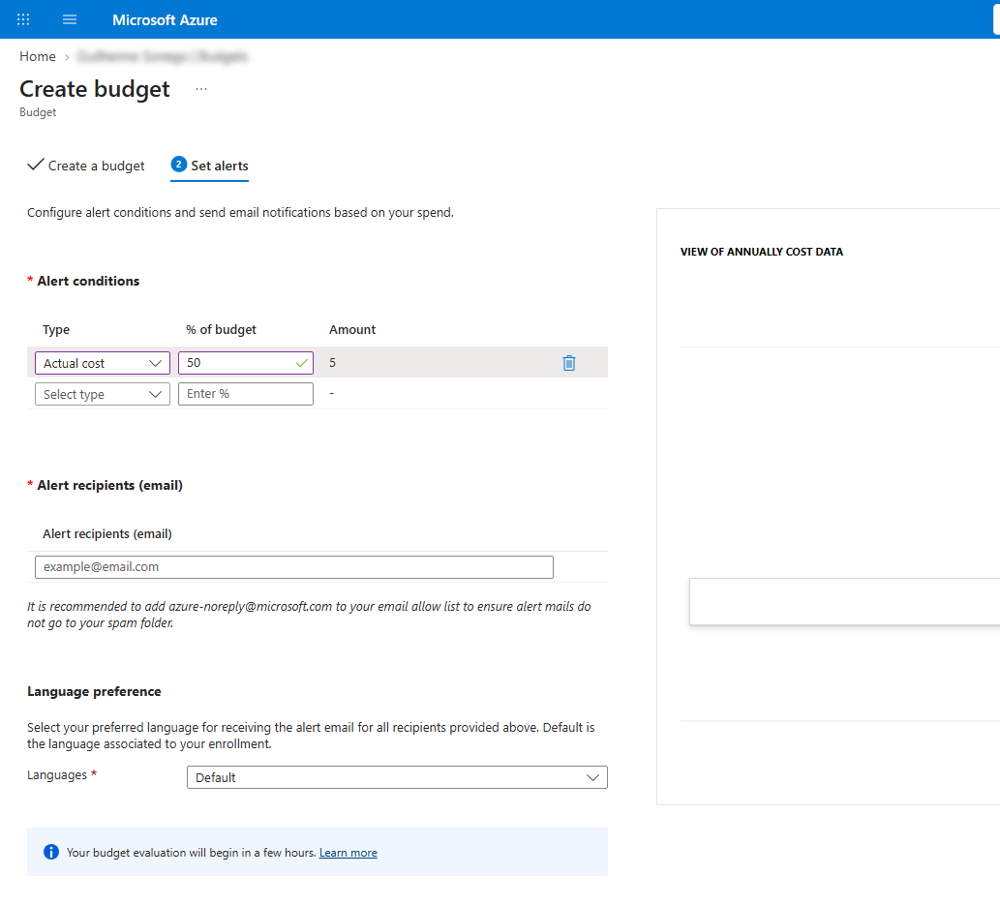 Microsoft Azure
Home
Create budget ...
Budget
Create a budget 2 Set alerts
Configure alert conditions and send email notifications based on your spend.
VIEW OF ANNUALLY COST DATA
* Alert conditions
Type % of budget Amount
Actual cost 50 5
Select type Enter % -
* Alert recipients (email)
Alert recipients (email)
example@email.com
It is recommended to add azure-noreply@microsoft.com to your email allow list to ensure alert mails do
not go to your spam folder.
Language preference
Select your preferred language for receiving the alert email for all recipients provided above. Default is
the language associated to your enrollment.
Languages * Default
Your budget evaluation will begin in a few hours. Learn more